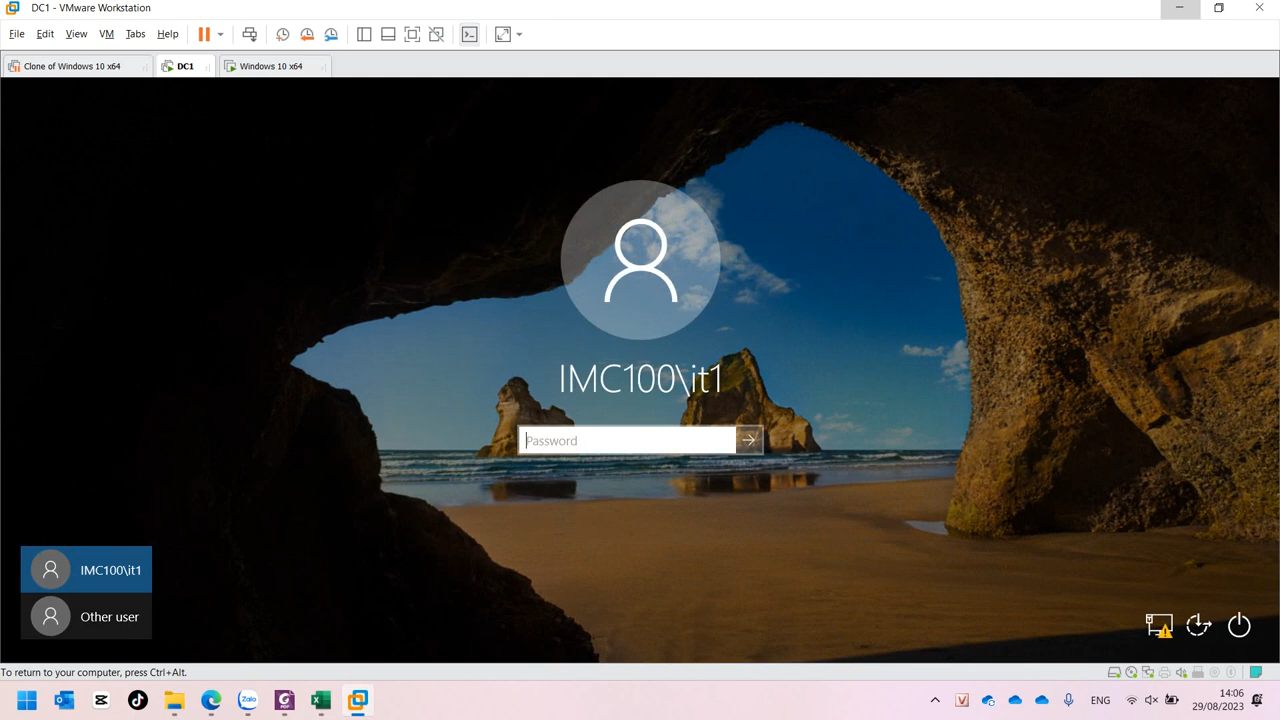 DC1 - VMware Workstation
File Edit View VM Tabs Help
Clone of Windows 10 x64 DC1 Windows 10 x64
IMC100\it1
Password
IMC100\it1
Other user
To return to your computer, press Ctrl+Alt.
Zalo PDF ENG 14:06
29/08/2023